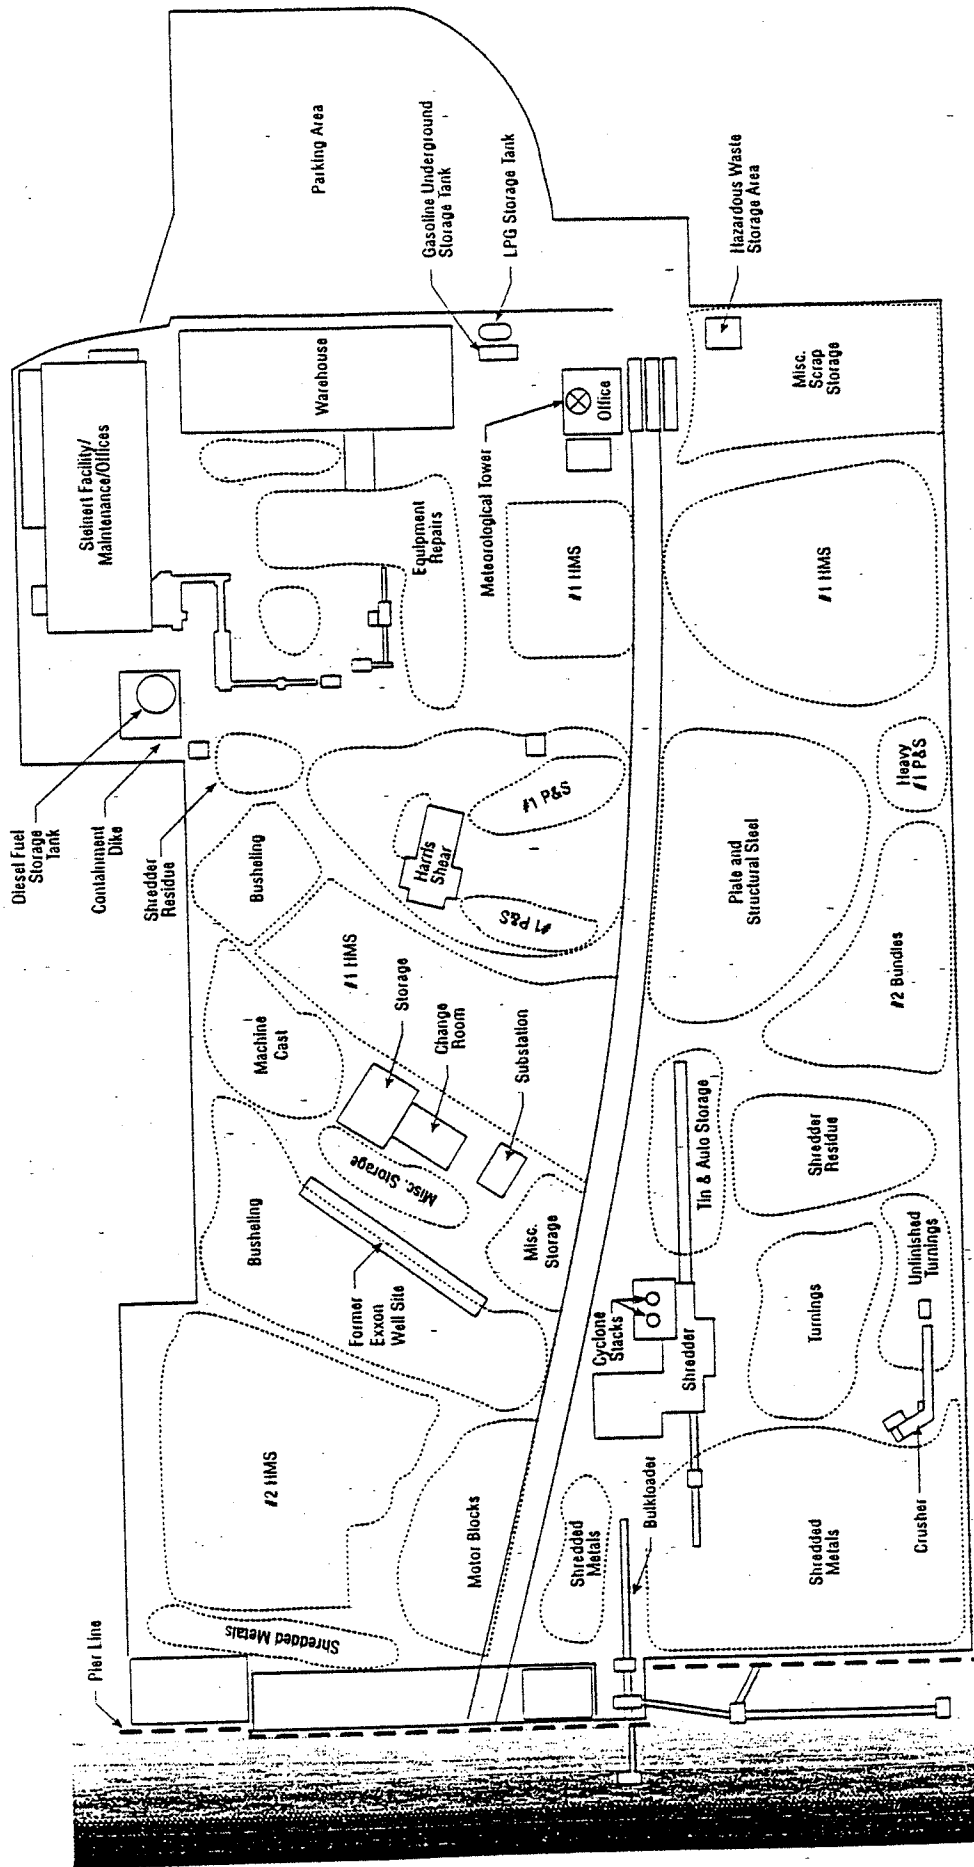 Parking Area
Gasoline Underground
Storage Tank
LPG Storage Tank
Hazardous Waste
Storage Area
Steinert Facility/
Maintenance/Offices
Warehouse
Meteorological Tower
Office
Misc.
Scrap
Storage
Equipment
Repairs
#1 HMS
#1 HMS
Diesel Fuel
Storage
Tank
Containment
Dike
Shredder
Residue
Busheling
Harris
Shear
#1 P&S
#1 P&S
Heavy
#1 P&S
Plate and
Structural Steel
#2 Bundles
#1 HMS
Machine
Cast
Storage
Change
Room
Substation
Misc. Storage
Misc.
Storage
Tin & Auto Storage
Shredder
Residue
Busheling
Former
Exxon
Well Site
Cyclone
Stacks
Shredder
Turnings
Unfinished
Turnings
#2 HMS
Motor Blocks
Shredded
Metals
Bulkloader
Shredded
Metals
Crusher
Shredded Metals
Pier Line